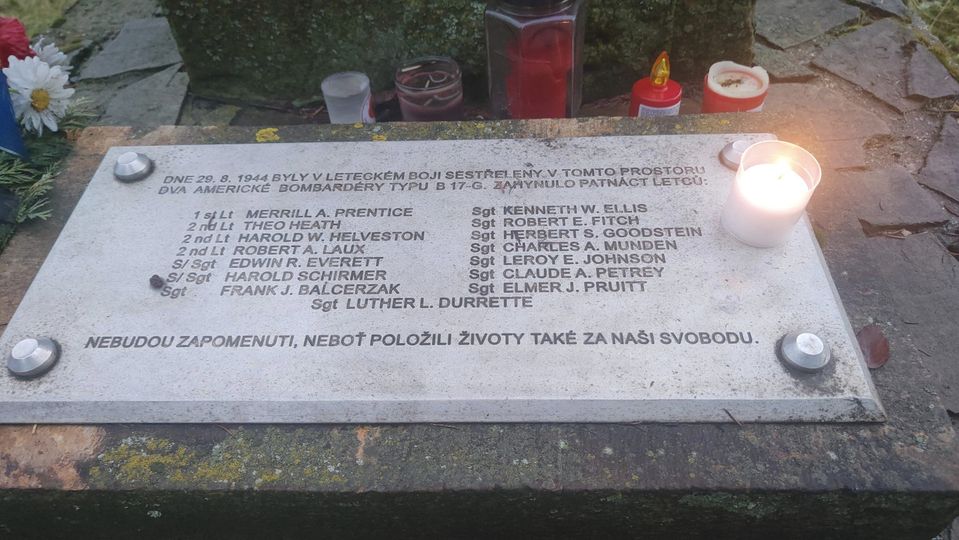 DNE 29. 8. 1944 BYLY V LETECKÉM BOJI SESTŘELENY V TOMTO PROSTORU
DVA AMERICKÉ BOMBARDÉRY TYPU B 17-G. ZAHYNULO PATNÁCT LETCŮ:
1 st Lt MERRILL A. PRENTICE
2 nd Lt THEO HEATH
2 nd Lt HAROLD W. HELVESTON
2 nd Lt ROBERT A. LAUX
S/ Sgt EDWIN R. EVERETT
S/ Sgt HAROLD SCHIRMER
Sgt FRANK J. BALCERZAK
Sgt KENNETH W. ELLIS
Sgt ROBERT E. FITCH
Sgt HERBERT S. GOODSTEIN
Sgt CHARLES A. MUNDEN
Sgt LEROY E. JOHNSON
Sgt CLAUDE A. PETREY
Sgt ELMER J. PRUITT
Sgt LUTHER L. DURRETTE
NEBUDOU ZAPOMENUTI, NEBOŤ POLOŽILI ŽIVOTY TAKÉ ZA NAŠI SVOBODU.